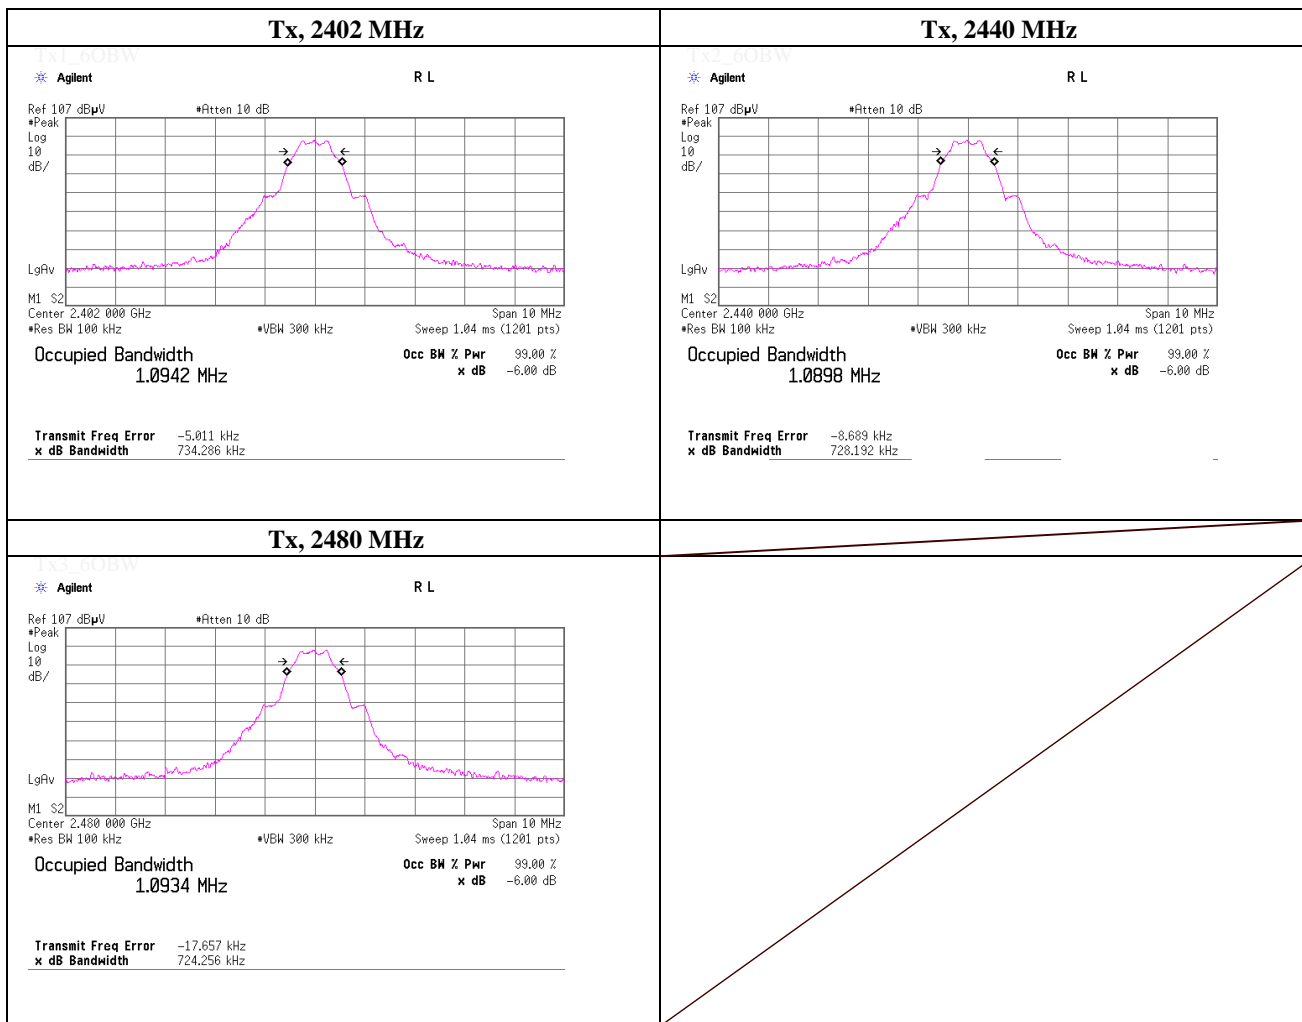 Tx, 2402 MHz
Tx1_6OBW
Agilent
R L
Ref 107 dBµV
#Atten 10 dB
#Peak
Log
10
dB/
LgAv
M1 S2
Center 2.402 000 GHz
Span 10 MHz
#Res BW 100 kHz
#VBW 300 kHz
Sweep 1.04 ms (1201 pts)
Occupied Bandwidth
1.0942 MHz
Occ BW % Pwr 99.00 %
x dB -6.00 dB
Transmit Freq Error -5.011 kHz
x dB Bandwidth 734.286 kHz
Tx, 2440 MHz
Tx2_6OBW
Agilent
R L
Ref 107 dBµV
#Atten 10 dB
#Peak
Log
10
dB/
LgAv
M1 S2
Center 2.440 000 GHz
Span 10 MHz
#Res BW 100 kHz
#VBW 300 kHz
Sweep 1.04 ms (1201 pts)
Occupied Bandwidth
1.0898 MHz
Occ BW % Pwr 99.00 %
x dB -6.00 dB
Transmit Freq Error -8.689 kHz
x dB Bandwidth 728.192 kHz
Tx, 2480 MHz
Tx3_6OBW
Agilent
R L
Ref 107 dBµV
#Atten 10 dB
#Peak
Log
10
dB/
LgAv
M1 S2
Center 2.480 000 GHz
Span 10 MHz
#Res BW 100 kHz
#VBW 300 kHz
Sweep 1.04 ms (1201 pts)
Occupied Bandwidth
1.0934 MHz
Occ BW % Pwr 99.00 %
x dB -6.00 dB
Transmit Freq Error -17.657 kHz
x dB Bandwidth 724.256 kHz